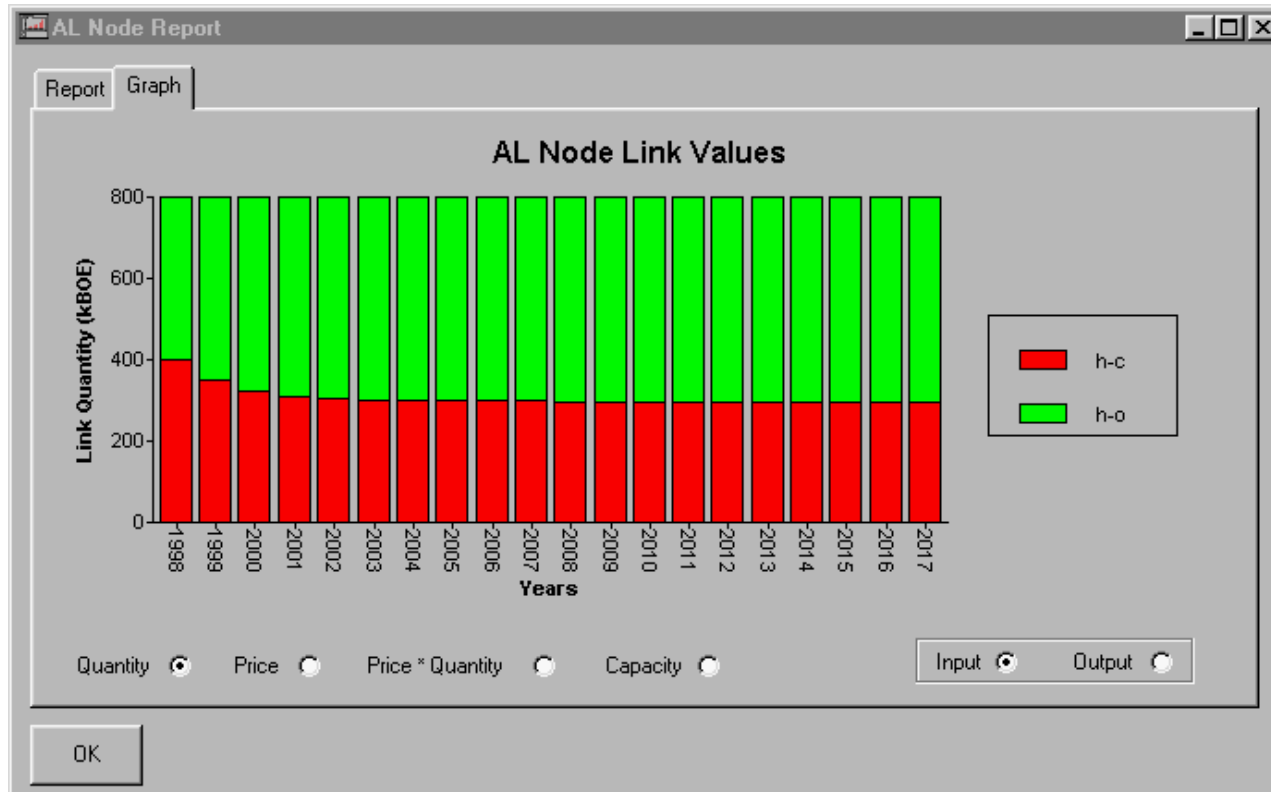 AL Node Report
Report Graph
AL Node Link Values
Link Quantity (kBOE)
800
600
400
200
0
1998 1999 2000 2001 2002 2003 2004 2005 2006 2007 2008 2009 2010 2011 2012 2013 2014 2015 2016 2017
Years
h-c
h-o
Quantity Price Price * Quantity Capacity Input Output
OK